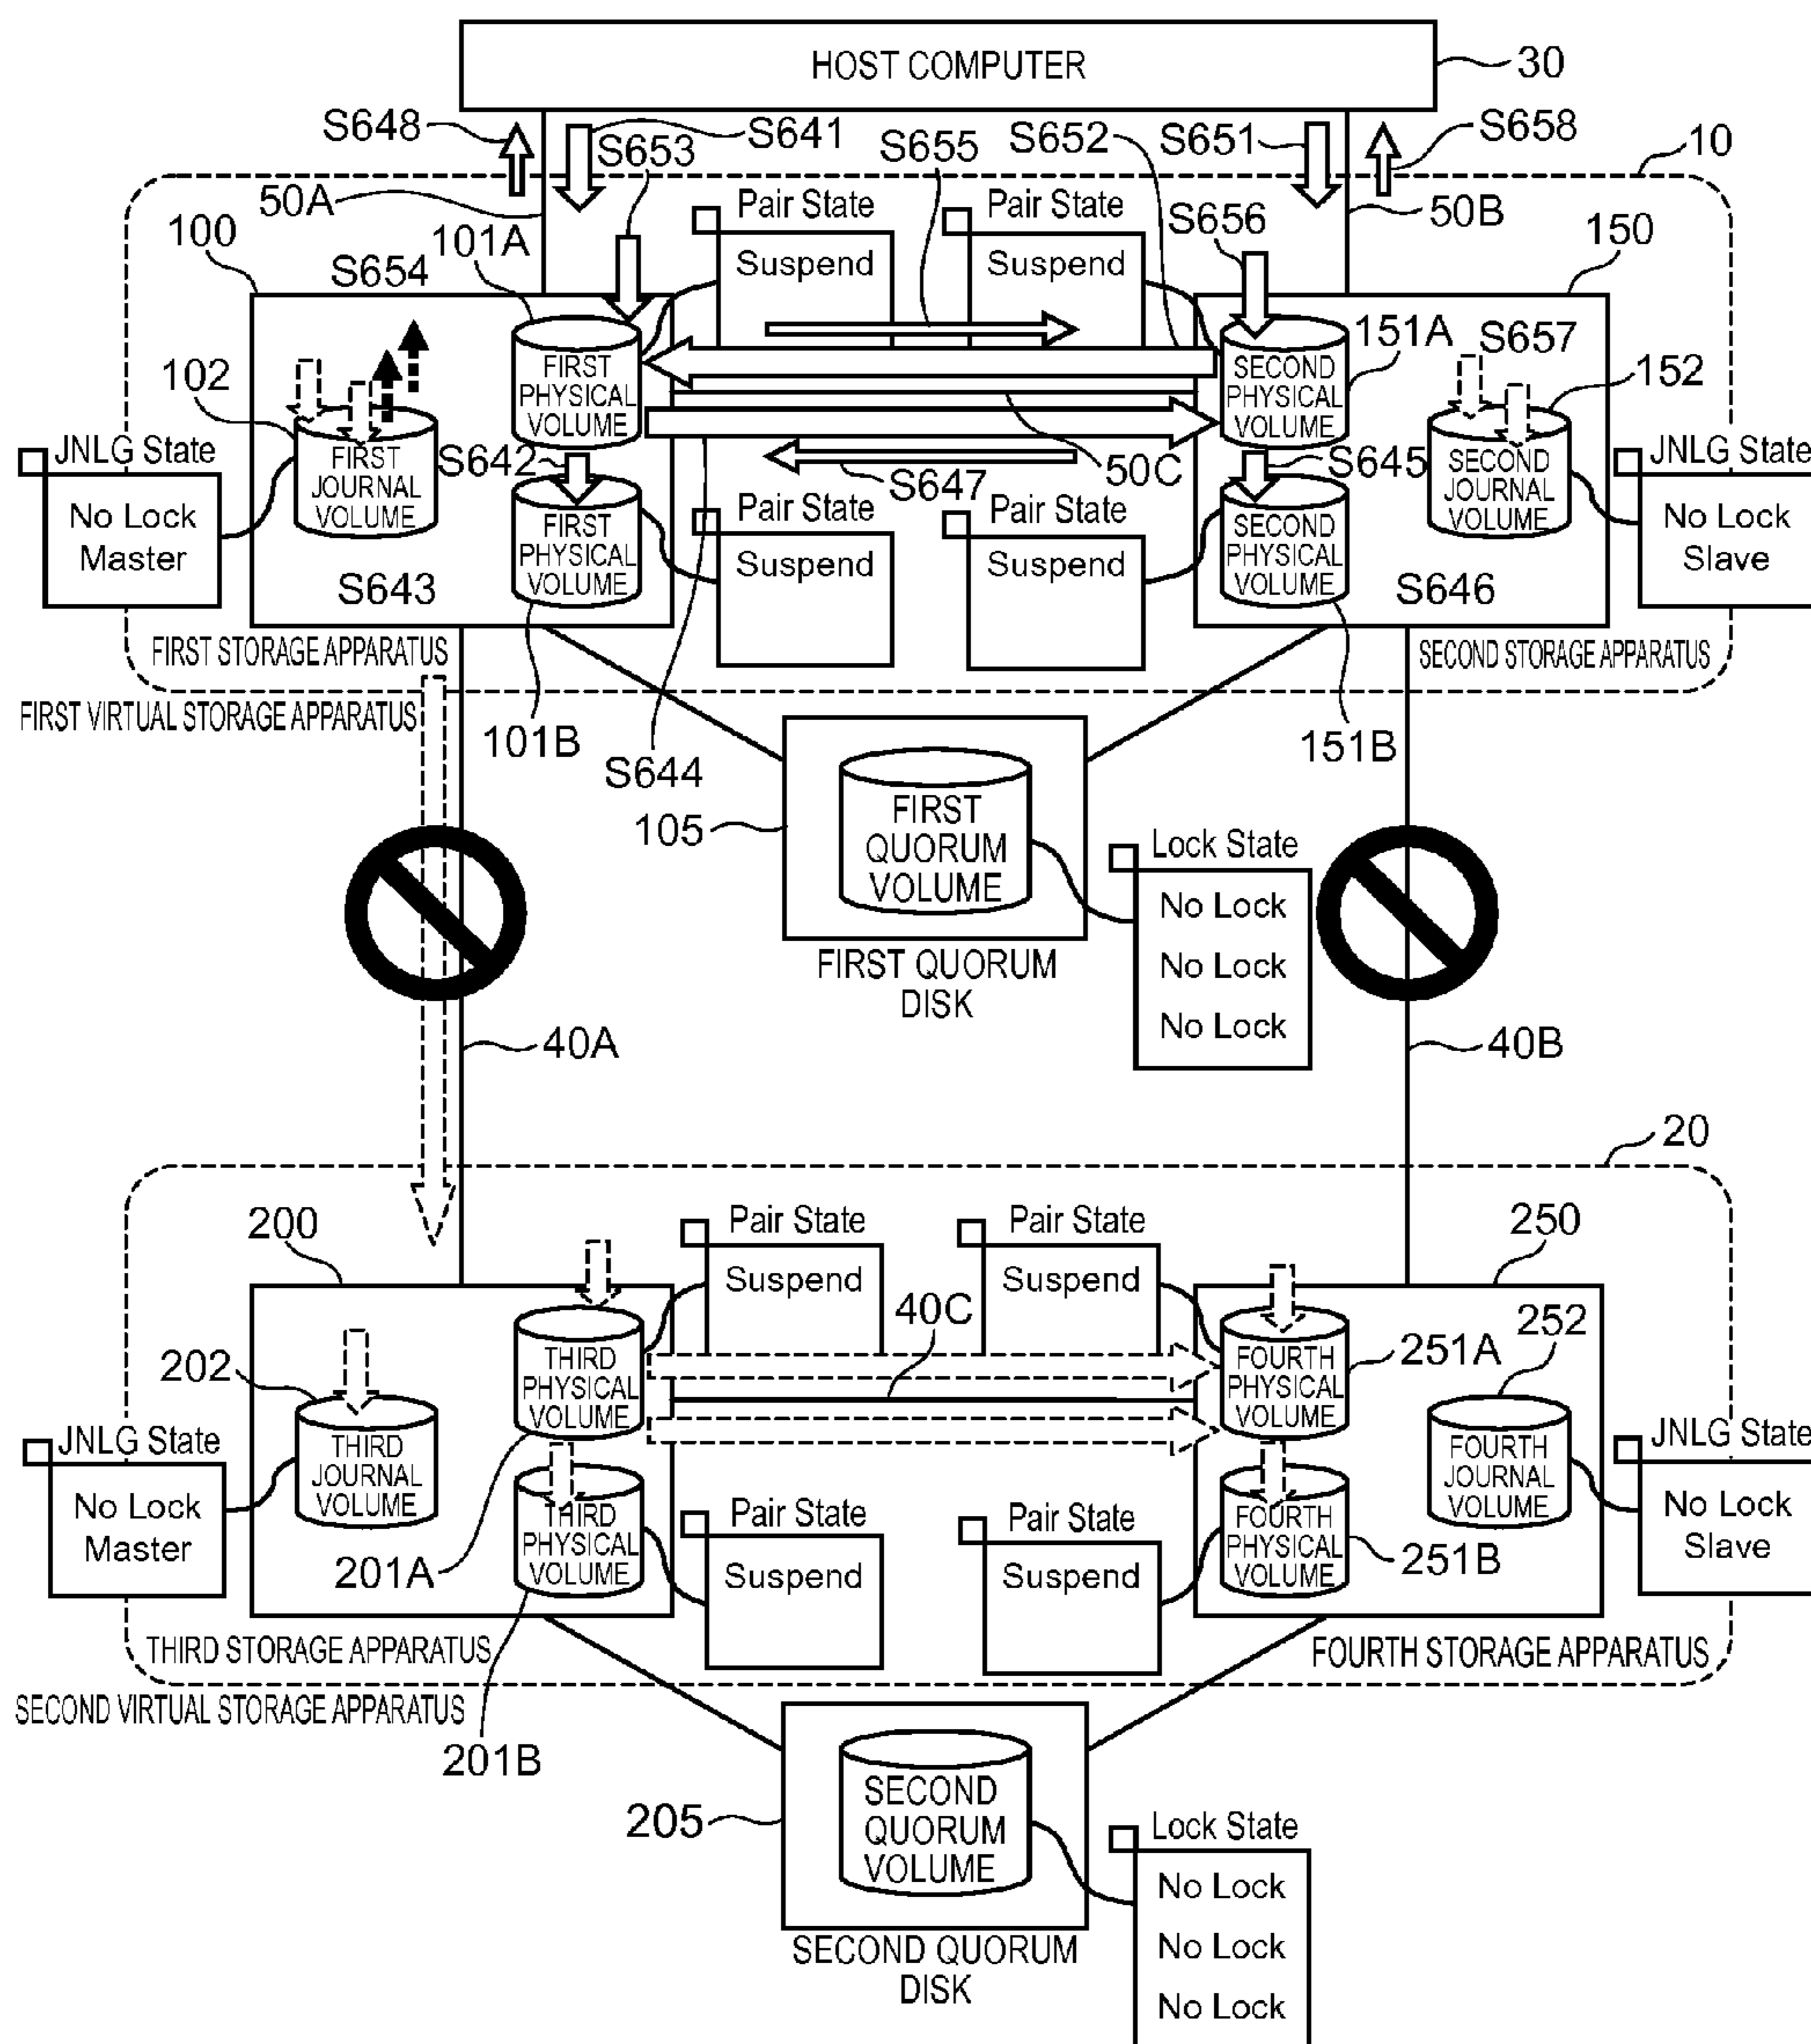 HOST COMPUTER
30
S648
S641
S653
S655
S652
S651
S658
10
50A
101A
Pair State
Suspend
Pair State
Suspend
S656
50B
100
S654
150
151A
S657
102
152
FIRST
PHYSICAL
VOLUME
SECOND
PHYSICAL
VOLUME
JNLG State
No Lock
Master
FIRST
JOURNAL
VOLUME
S642
S647
50C
S645
SECOND
JOURNAL
VOLUME
JNLG State
No Lock
Slave
FIRST
PHYSICAL
VOLUME
Pair State
Suspend
Pair State
Suspend
SECOND
PHYSICAL
VOLUME
S643
S646
FIRST STORAGE APPARATUS
SECOND STORAGE APPARATUS
FIRST VIRTUAL STORAGE APPARATUS
101B
S644
151B
105
FIRST
QUORUM
VOLUME
Lock State
No Lock
No Lock
No Lock
FIRST QUORUM
DISK
40A
40B
20
200
Pair State
Suspend
Pair State
Suspend
250
40C
202
252
251A
THIRD
PHYSICAL
VOLUME
FOURTH
PHYSICAL
VOLUME
JNLG State
No Lock
Master
THIRD
JOURNAL
VOLUME
FOURTH
JOURNAL
VOLUME
JNLG State
No Lock
Slave
201A
THIRD
PHYSICAL
VOLUME
Pair State
Suspend
Pair State
Suspend
FOURTH
PHYSICAL
VOLUME
251B
THIRD STORAGE APPARATUS
FOURTH STORAGE APPARATUS
SECOND VIRTUAL STORAGE APPARATUS
201B
205
SECOND
QUORUM
VOLUME
Lock State
No Lock
No Lock
No Lock
SECOND QUORUM
DISK